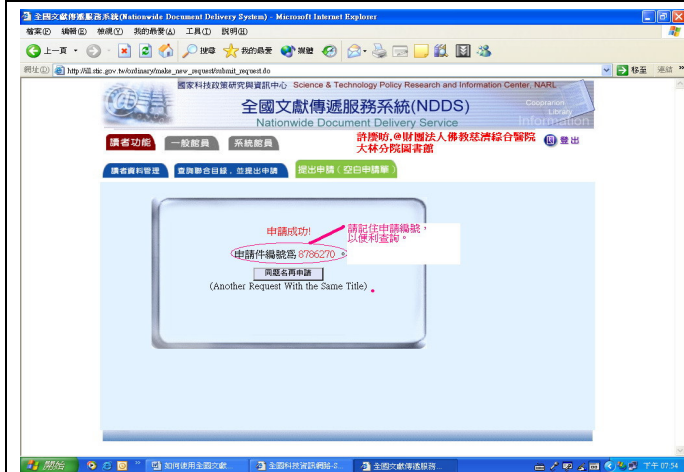 全國文獻傳遞服務系統(Nationwide Document Delivery System) - Microsoft Internet Explorer
檔案(F) 編輯(E) 檢視(V) 我的最愛(A) 工具(T) 說明(H)
上一頁 搜尋 我的最愛 媒體
網址(D) http://ill.stic.gov.tw/ordinary/make_new_request/submit_request.do 移至 連結 »
國家科技政策研究與資訊中心 Science & Technology Policy Research and Information Center, NARL
全國文獻傳遞服務系統(NDDS)
Nationwide Document Delivery Service
Cooprarion
Library
Information
讀者功能 一般館員 系統館員
@財團法人佛教慈濟綜合醫院
大林分院圖書館
登出
讀者資料管理 查詢聯合目錄，並提出申請 提出申請（空白申請單）
申請成功!
請記住申請編號，
以便利查詢。
申請件編號為 8786270 。
同題名再申請
(Another Request With the Same Title)
開始 如何使用全國文獻... 全國科技資訊網路-S... 全國文獻傳遞服務... 下午 07:54